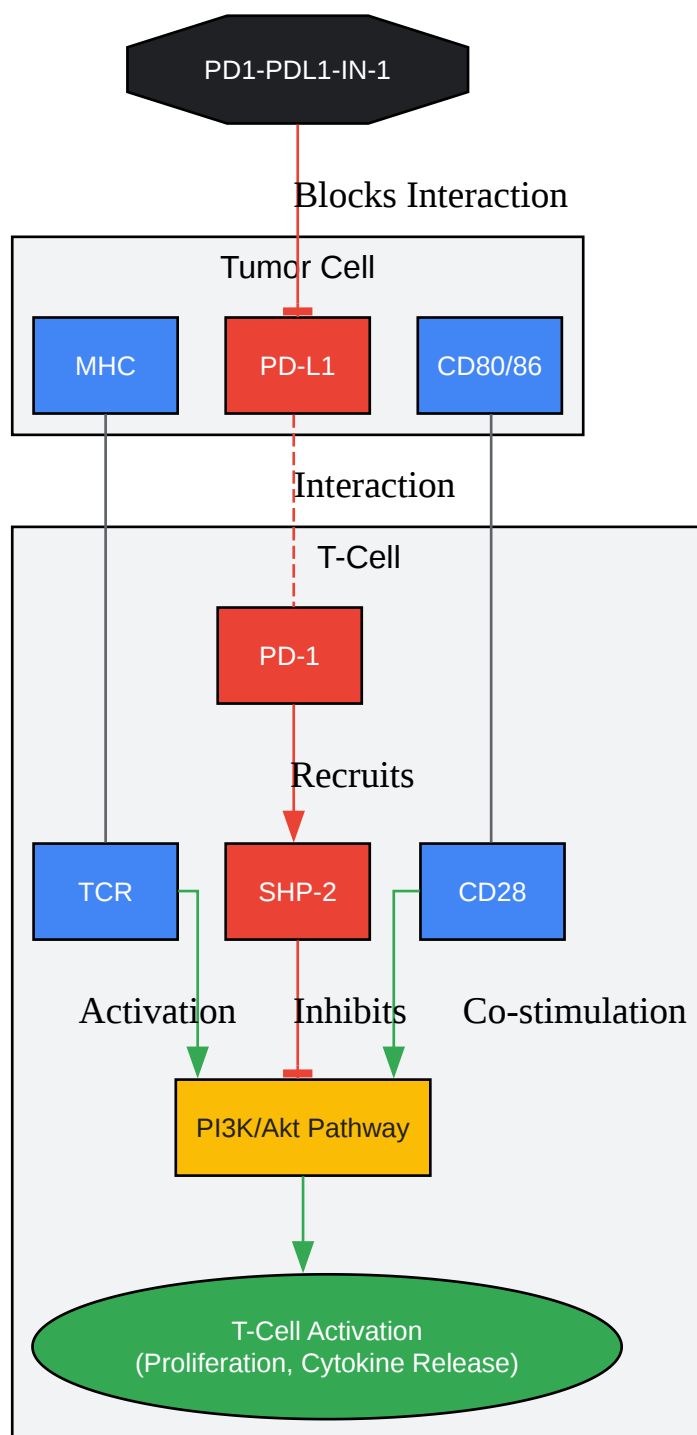 PD1-PDL1-IN-1
Blocks Interaction
Tumor Cell
MHC
PD-L1
CD80/86
Interaction
T-Cell
PD-1
Recruits
TCR
SHP-2
CD28
Activation
Inhibits
Co-stimulation
PI3K/Akt Pathway
T-Cell Activation
(Proliferation, Cytokine Release)